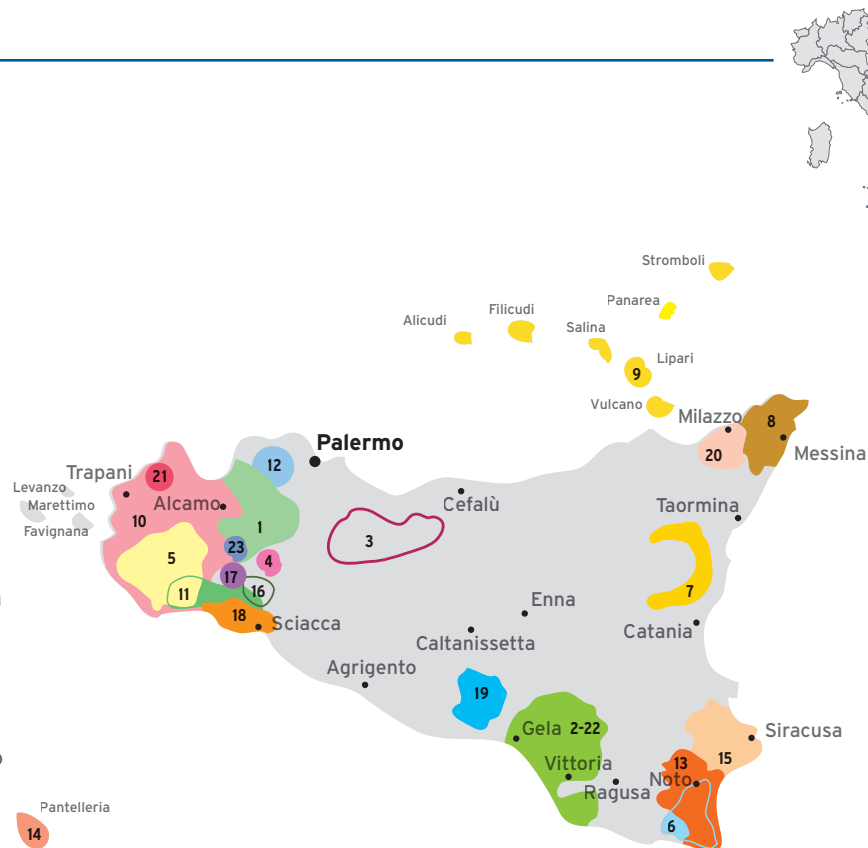 Stromboli
Panarea
Filicudi
Alicudi
Salina
Lipari
9
Vulcano
Milazzo
8
Messina
20
Palermo
12
Trapani
21
Levanzo
Marettimo
Favignana
Alcamo
10
1
Cefalù
Taormina
3
23
4
5
17
16
11
18
Sciacca
7
Enna
Catania
Caltanissetta
Agrigento
19
Gela
2-22
Siracusa
15
13
Vittoria
Noto
Ragusa
6
Pantelleria
14